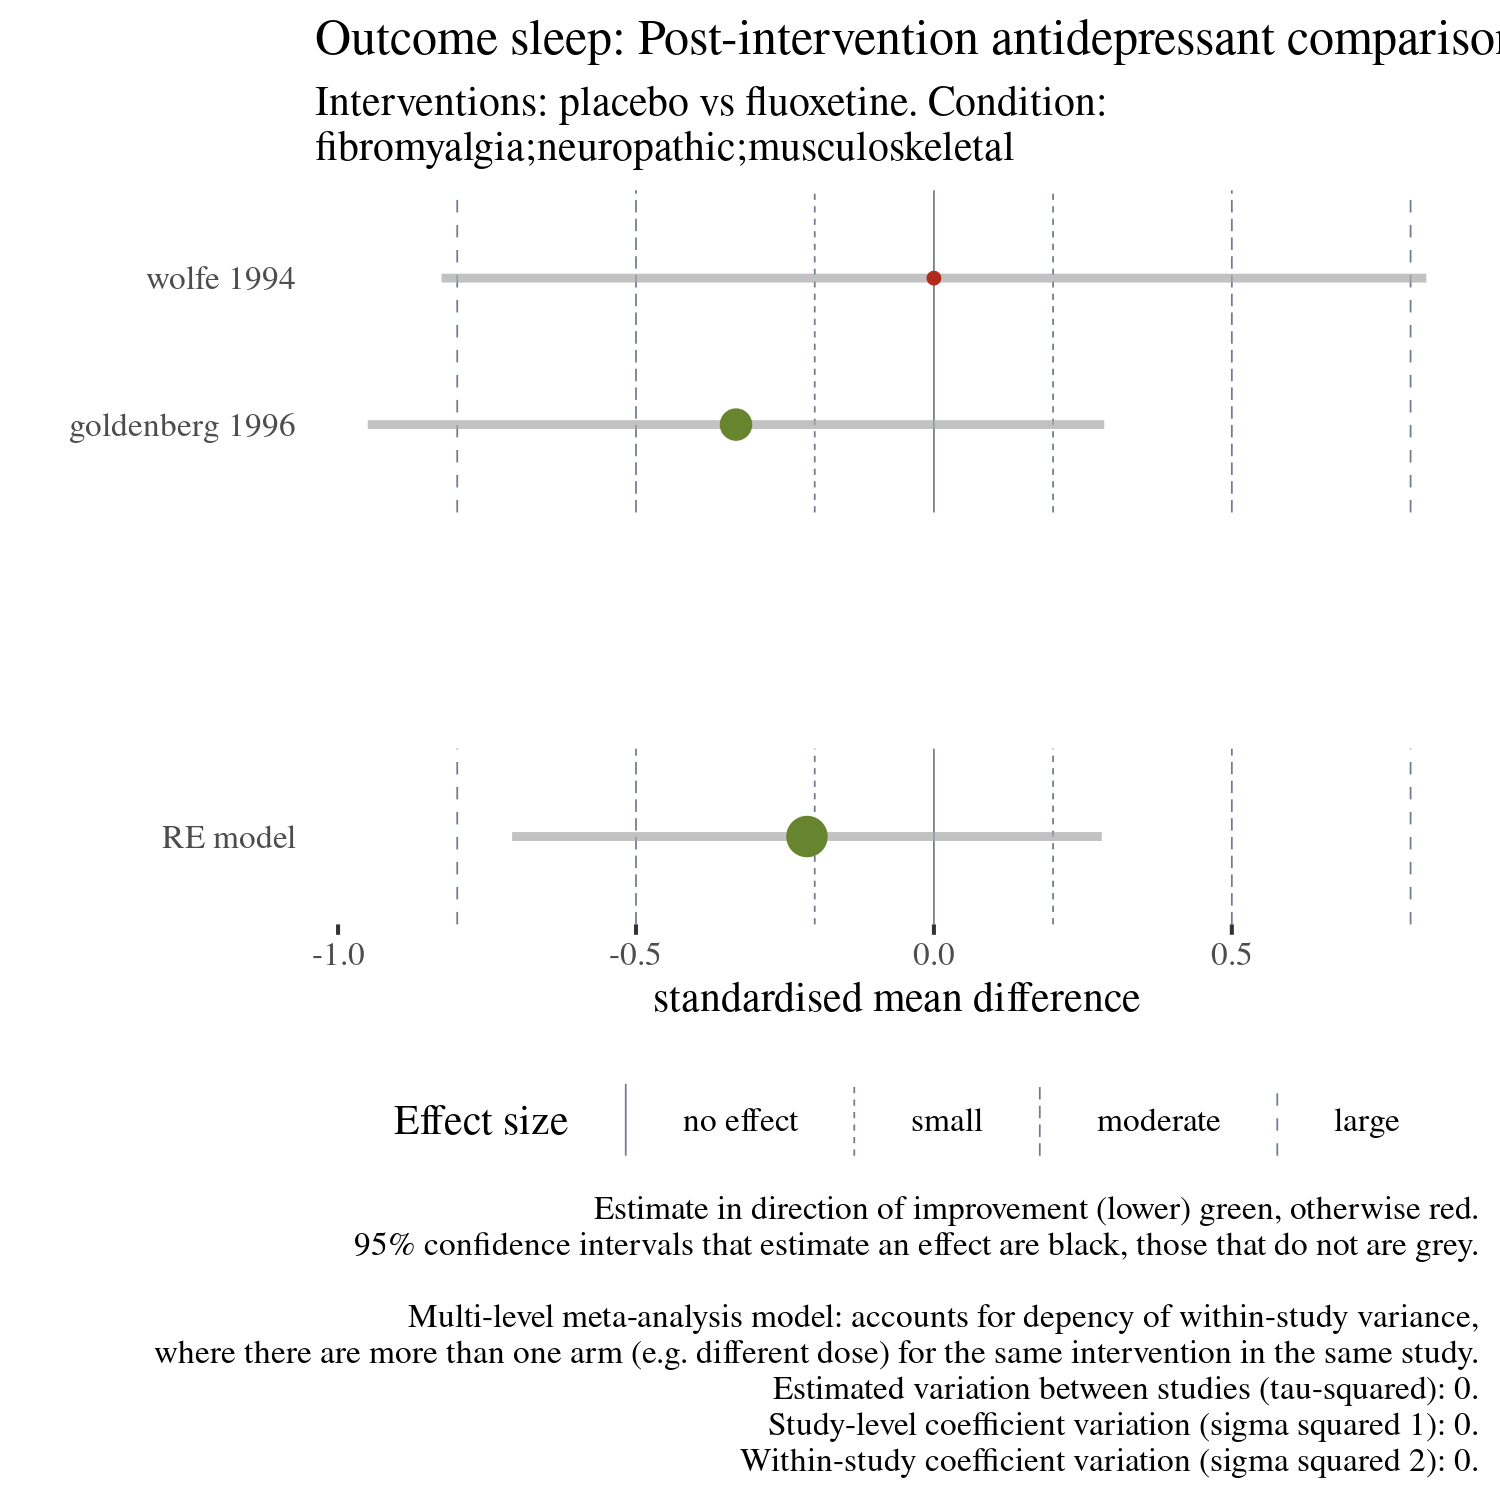 Outcome sleep: Post-intervention antidepressant
Interventions: placebo vs fluoxetine. Condition:
fibromyalgia;neuropathic;musculoskeletal
wolfe 1994
goldenberg 1996
RE model
-1.0 -0.5 0.0 0.5
standardised mean difference
Effect size no effect small moderate large
Estimate in direction of improvement (lower) green, otherwise red.
95% confidence intervals that estimate an effect are black, those that do not are grey.
Multi-level meta-analysis model: accounts for depency of within-study variance,
where there are more than one arm (e.g. different dose) for the same intervention in the same study.
Estimated variation between studies (tau-squared): 0.
Study-level coefficient variation (sigma squared 1): 0.
Within-study coefficient variation (sigma squared 2): 0.